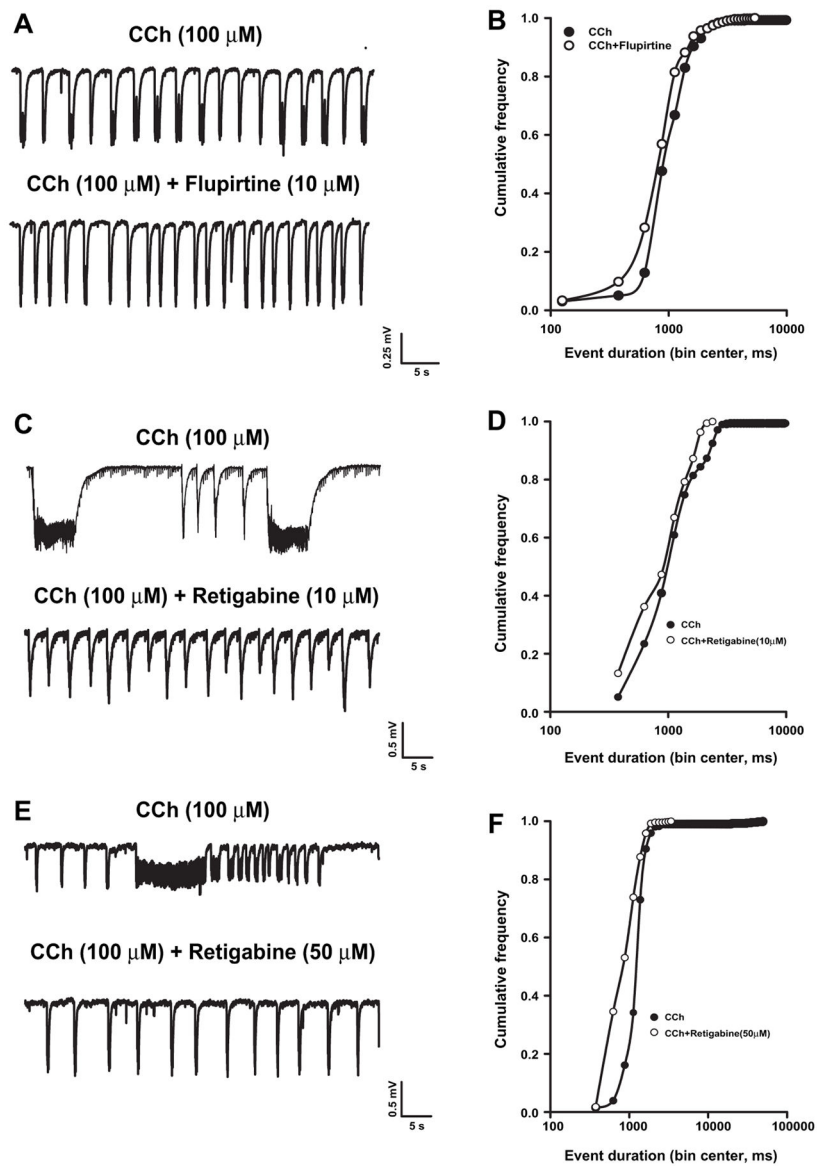 A
CCh (100 μM)
CCh (100 μM) + Flupirtine (10 μM)
0.25 mV
5 s
B
1.0
0.8
0.6
0.4
0.2
0.0
Cumulative frequency
CCh
CCh+Flupirtine
100
1000
10000
Event duration (bin center, ms)
C
CCh (100 μM)
CCh (100 μM) + Retigabine (10 μM)
0.5 mV
5 s
D
1.0
0.8
0.6
0.4
0.2
0.0
Cumulative frequency
CCh
CCh+Retigabine(10μM)
100
1000
10000
Event duration (bin center, ms)
E
CCh (100 μM)
CCh (100 μM) + Retigabine (50 μM)
0.5 mV
5 s
F
1.0
0.8
0.6
0.4
0.2
0.0
Cumulative frequency
CCh
CCh+Retigabine(50μM)
100
1000
10000
100000
Event duration (bin center, ms)